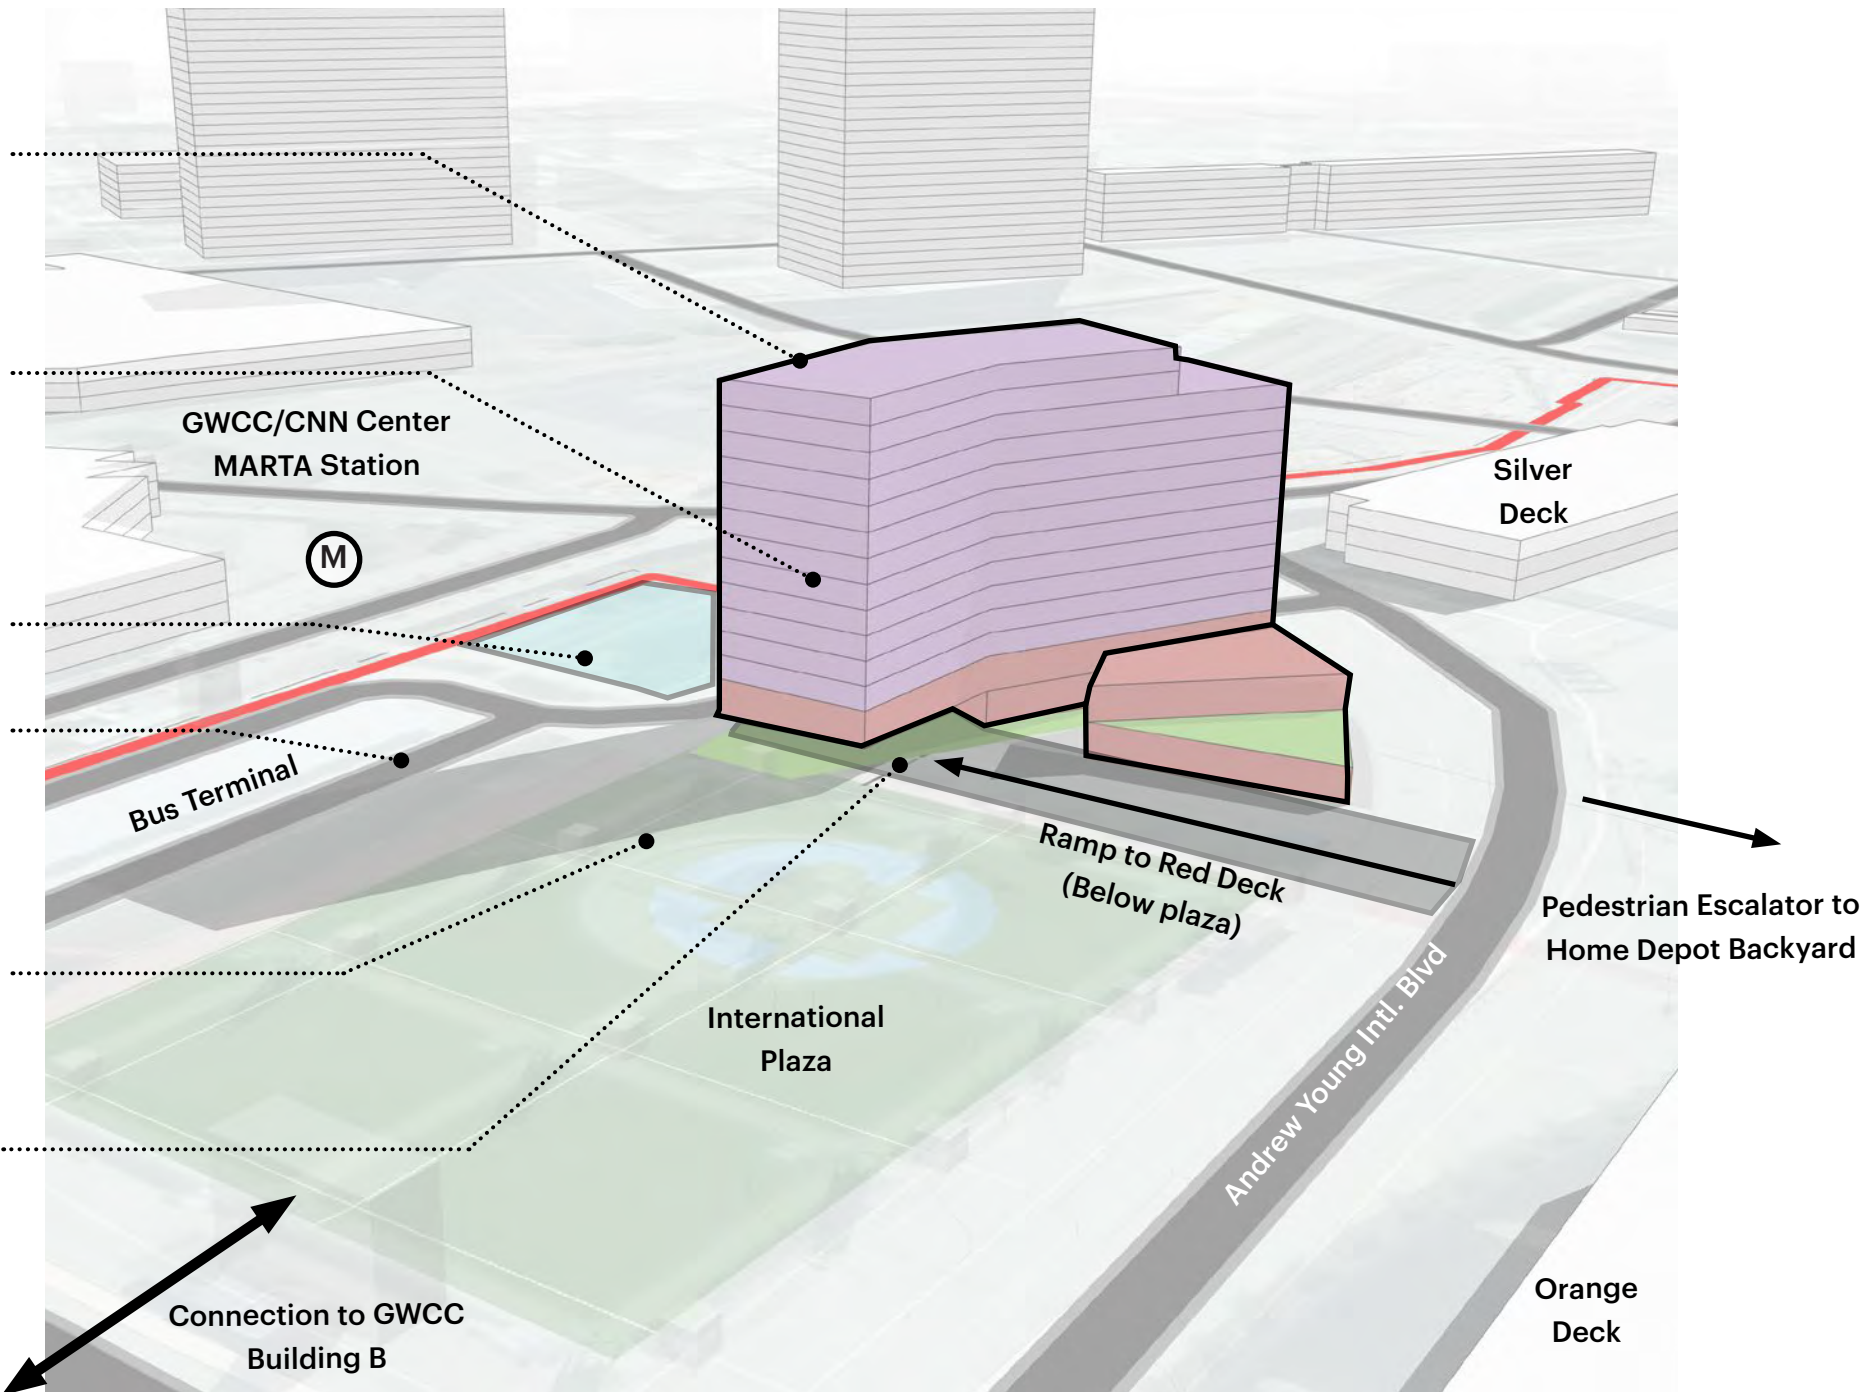 GWCC/CNN Center
MARTA Station
M
Silver
Deck
Bus Terminal
Ramp to Red Deck
(Below plaza)
Pedestrian Escalator to
Home Depot Backyard
International
Plaza
Andrew Young Intl. Blvd
Connection to GWCC
Building B
Orange
Deck